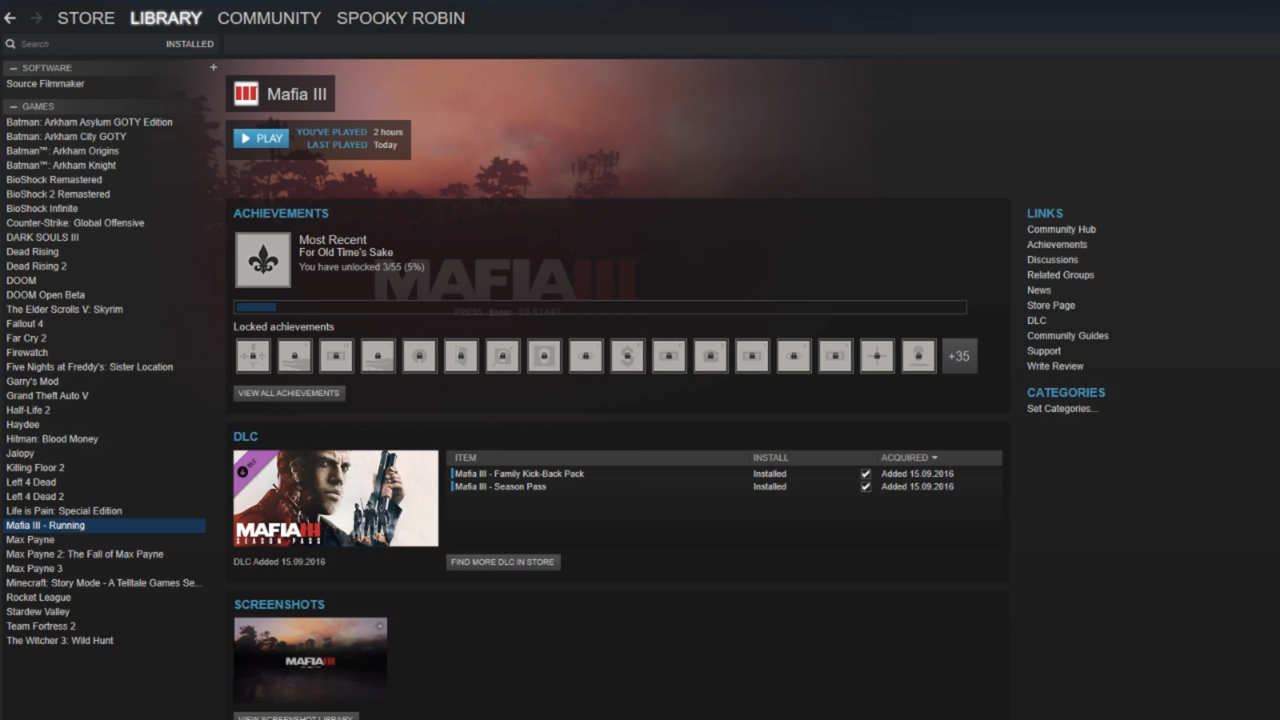 STORE LIBRARY COMMUNITY SPOOKY ROBIN
Search INSTALLED
— SOFTWARE +
Source Filmmaker
— GAMES
Batman: Arkham Asylum GOTY Edition
Batman: Arkham City GOTY
Batman™: Arkham Origins
Batman™: Arkham Knight
BioShock Remastered
BioShock 2 Remastered
BioShock Infinite
Counter-Strike: Global Offensive
DARK SOULS III
Dead Rising
Dead Rising 2
DOOM
DOOM Open Beta
The Elder Scrolls V: Skyrim
Fallout 4
Far Cry 2
Firewatch
Five Nights at Freddy's: Sister Location
Garry's Mod
Grand Theft Auto V
Half-Life 2
Haydee
Hitman: Blood Money
Jalopy
Killing Floor 2
Left 4 Dead
Left 4 Dead 2
Life is Pain: Special Edition
Mafia III - Running
Max Payne
Max Payne 2: The Fall of Max Payne
Max Payne 3
Minecraft: Story Mode - A Telltale Games Se...
Rocket League
Stardew Valley
Team Fortress 2
The Witcher 3: Wild Hunt
Mafia III
PLAY
YOU'VE PLAYED 2 hours
LAST PLAYED Today
ACHIEVEMENTS
Most Recent
For Old Time's Sake
You have unlocked 3/55 (5%)
MAFIA III
PRESS Enter TO START
Locked achievements
+35
VIEW ALL ACHIEVEMENTS
DLC
DLC
MAFIA III
SEASON PASS
DLC Added 15.09.2016
ITEM INSTALL ACQUIRED
Mafia III - Family Kick-Back Pack Installed Added 15.09.2016
Mafia III - Season Pass Installed Added 15.09.2016
FIND MORE DLC IN STORE
SCREENSHOTS
MAFIA III
VIEW SCREENSHOT LIBRARY
LINKS
Community Hub
Achievements
Discussions
Related Groups
News
Store Page
DLC
Community Guides
Support
Write Review
CATEGORIES
Set Categories...